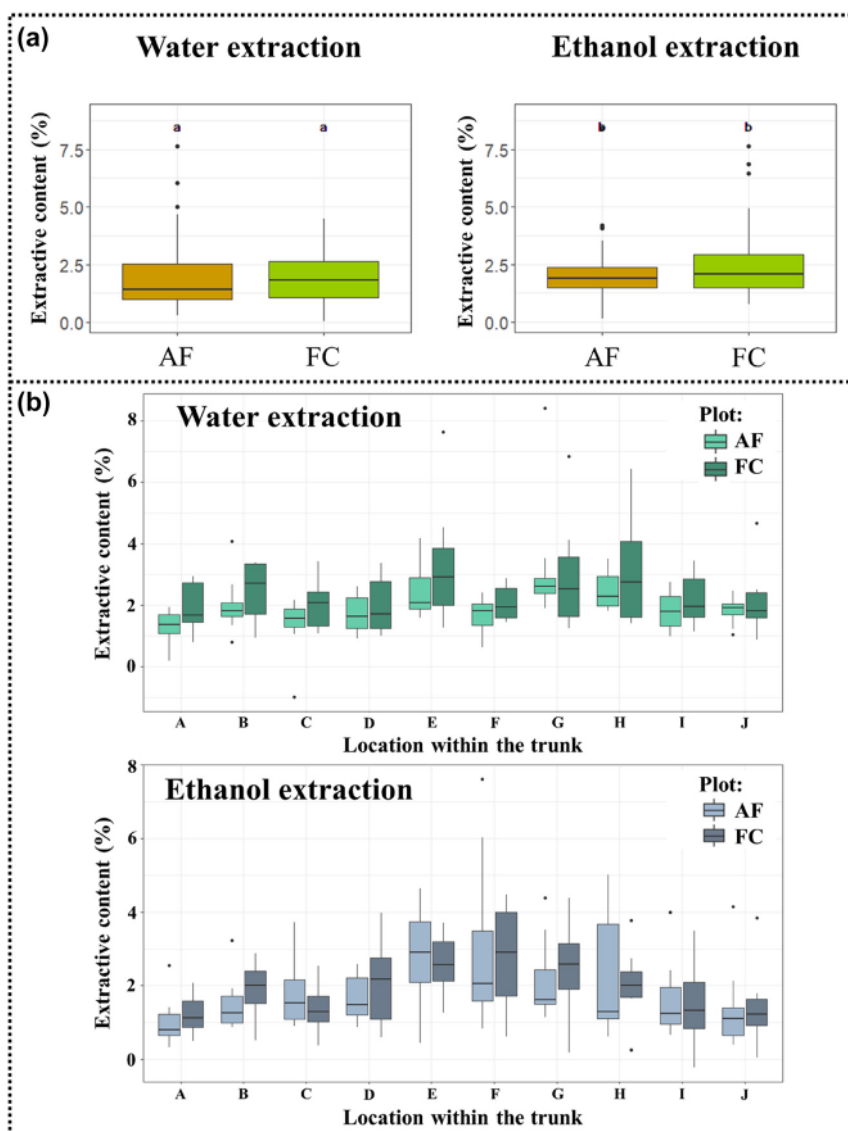 (a)
Water extraction
Ethanol extraction
Extractive content (%)
7.5
5.0
2.5
0.0
a
a
AF
FC
Extractive content (%)
7.5
5.0
2.5
0.0
b
b
AF
FC
(b)
Water extraction
Plot:
AF
FC
Extractive content (%)
8
6
4
2
0
A B C D E F G H I J
Location within the trunk
Ethanol extraction
Plot:
AF
FC
Extractive content (%)
8
6
4
2
0
A B C D E F G H I J
Location within the trunk